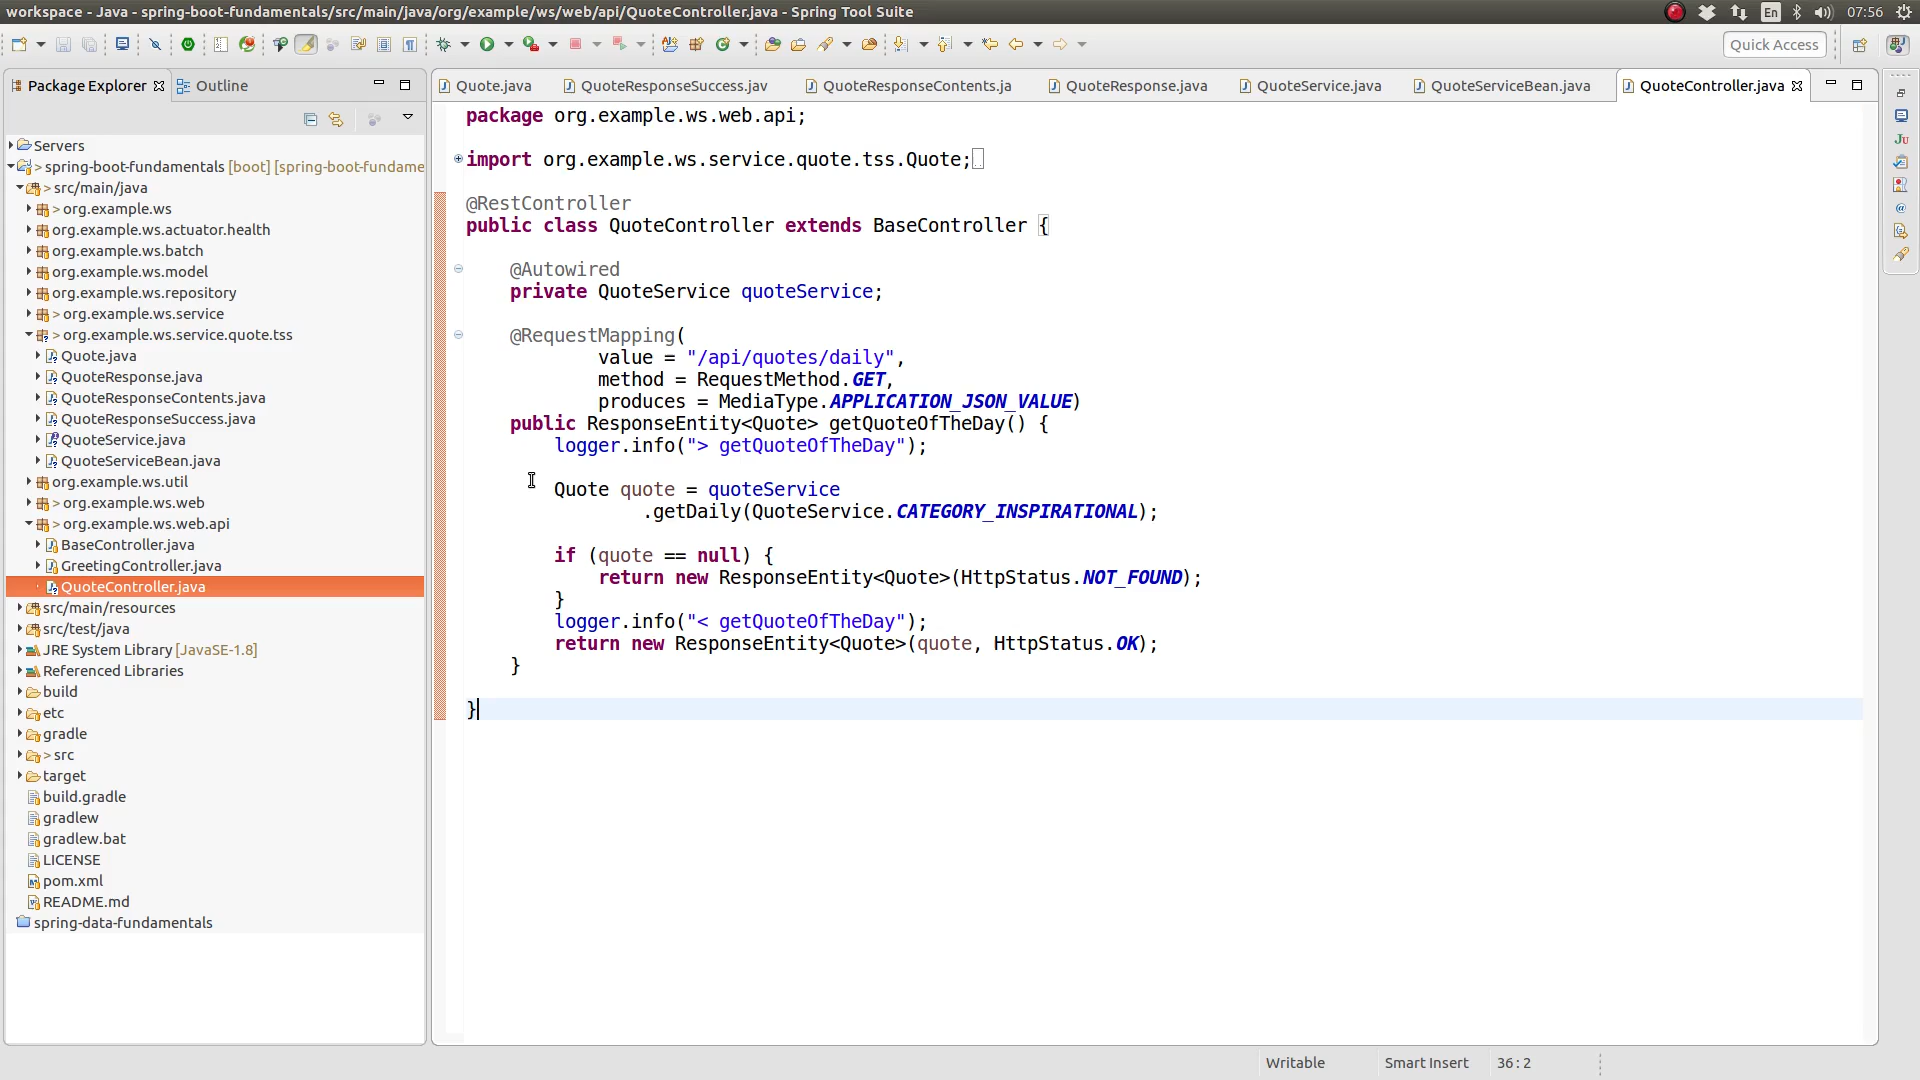 workspace - Java - spring-boot-fundamentals/src/main/java/org/example/ws/web/api/QuoteController.java - Spring Tool Suite
En
07:56
Quick Access
Package Explorer
Outline
Servers
> spring-boot-fundamentals [boot] [spring-boot-fundame
> src/main/java
> org.example.ws
org.example.ws.actuator.health
org.example.ws.batch
org.example.ws.model
org.example.ws.repository
> org.example.ws.service
> org.example.ws.service.quote.tss
Quote.java
QuoteResponse.java
QuoteResponseContents.java
QuoteResponseSuccess.java
QuoteService.java
QuoteServiceBean.java
org.example.ws.util
> org.example.ws.web
> org.example.ws.web.api
BaseController.java
GreetingController.java
QuoteController.java
src/main/resources
src/test/java
JRE System Library [JavaSE-1.8]
Referenced Libraries
build
etc
gradle
> src
target
build.gradle
gradlew
gradlew.bat
LICENSE
pom.xml
README.md
spring-data-fundamentals
Quote.java
QuoteResponseSuccess.jav
QuoteResponseContents.ja
QuoteResponse.java
QuoteService.java
QuoteServiceBean.java
QuoteController.java
package org.example.ws.web.api;
import org.example.ws.service.quote.tss.Quote;
@RestController
public class QuoteController extends BaseController {
@Autowired
private QuoteService quoteService;
@RequestMapping(
value = "/api/quotes/daily",
method = RequestMethod.GET,
produces = MediaType.APPLICATION_JSON_VALUE)
public ResponseEntity<Quote> getQuoteOfTheDay() {
logger.info("> getQuoteOfTheDay");
Quote quote = quoteService
.getDaily(QuoteService.CATEGORY_INSPIRATIONAL);
if (quote == null) {
return new ResponseEntity<Quote>(HttpStatus.NOT_FOUND);
}
logger.info("< getQuoteOfTheDay");
return new ResponseEntity<Quote>(quote, HttpStatus.OK);
}
}
Writable
Smart Insert
36 : 2